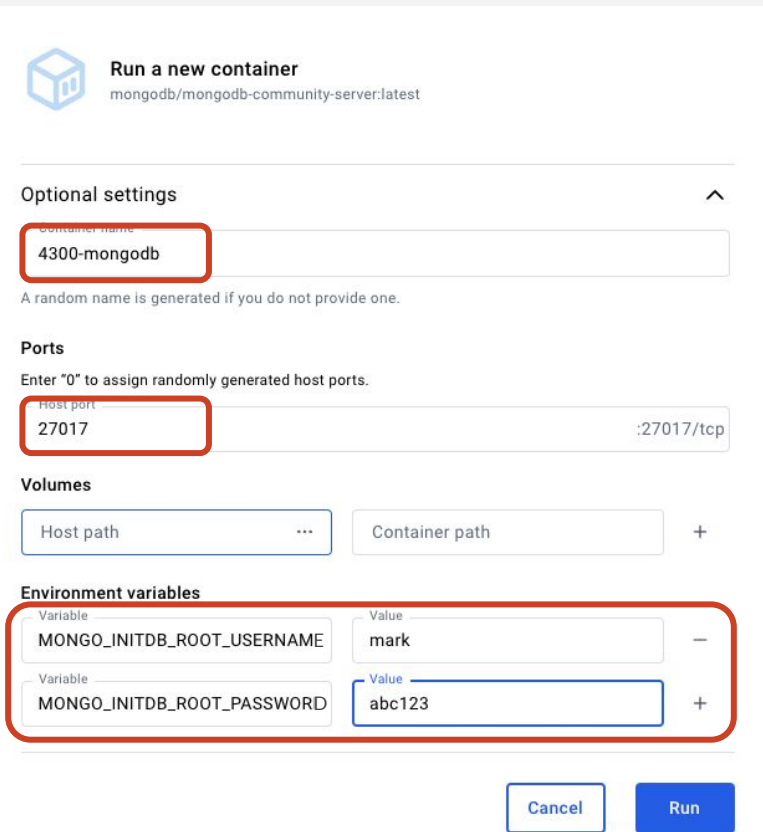 Run a new container
mongodb/mongodb-community-server:latest
Optional settings
Container name
4300-mongodb
A random name is generated if you do not provide one.
Ports
Enter “0” to assign randomly generated host ports.
Host port
27017
:27017/tcp
Volumes
Host path
Container path
Environment variables
Variable
Value
MONGO_INITDB_ROOT_USERNAME
mark
Variable
Value
MONGO_INITDB_ROOT_PASSWORD
abc123
Cancel
Run